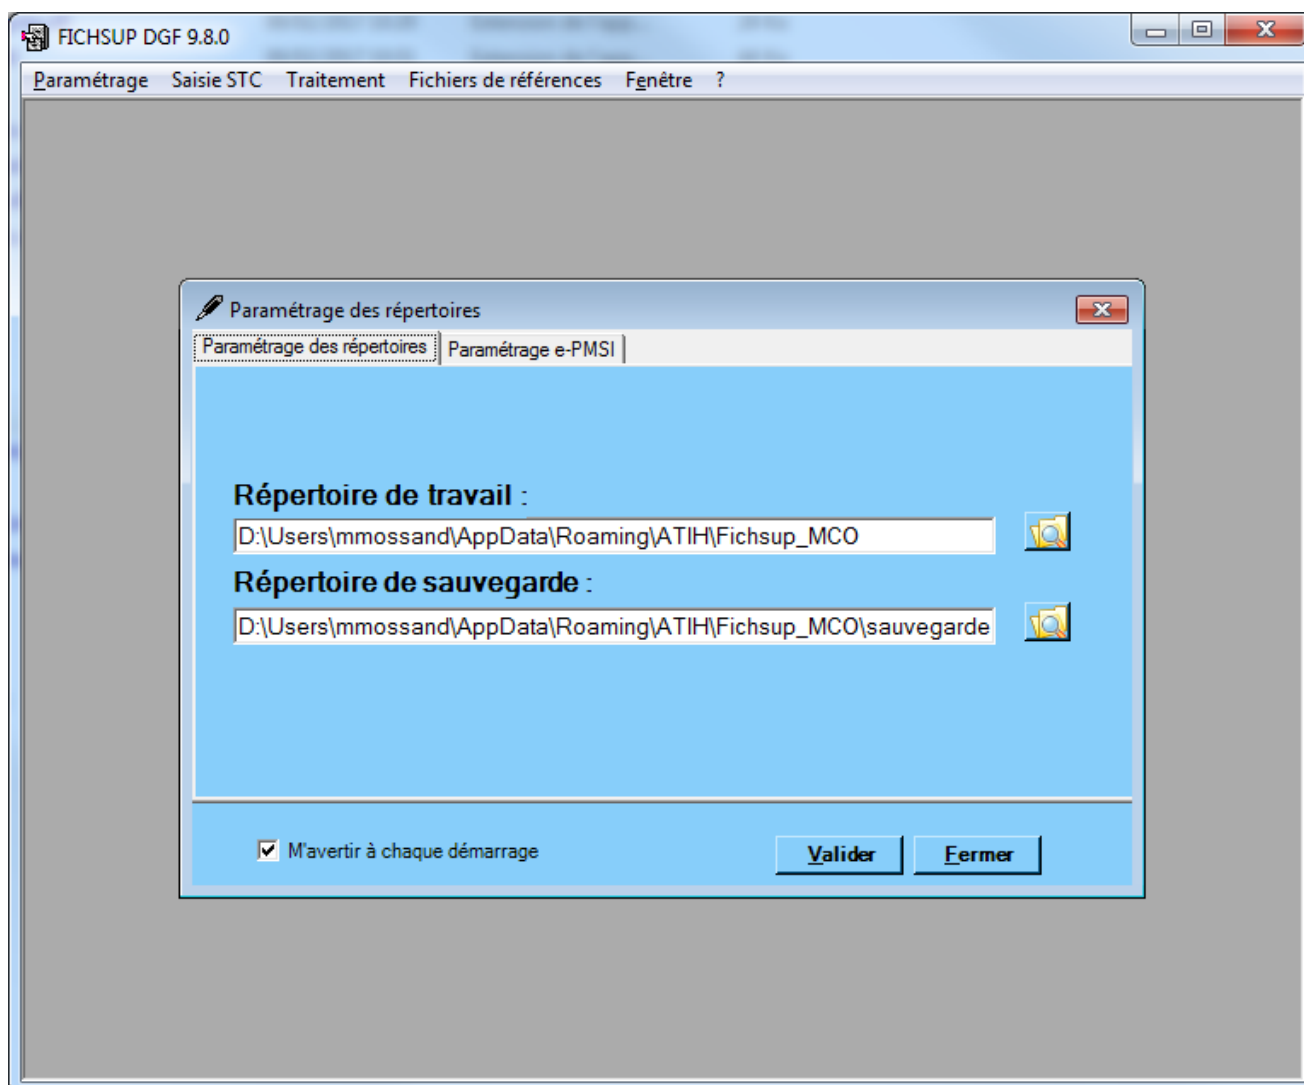 FICHSUP DGF 9.8.0
Paramétrage Saisie STC Traitement Fichiers de références Fenêtre ?
Paramétrage des répertoires
Paramétrage des répertoires Paramétrage e-PMSI
Répertoire de travail :
D:\Users\mmossand\AppData\Roaming\ATIH\Fichsup_MCO
Répertoire de sauvegarde :
D:\Users\mmossand\AppData\Roaming\ATIH\Fichsup_MCO\sauvegarde
M'avertir à chaque démarrage Valider Fermer